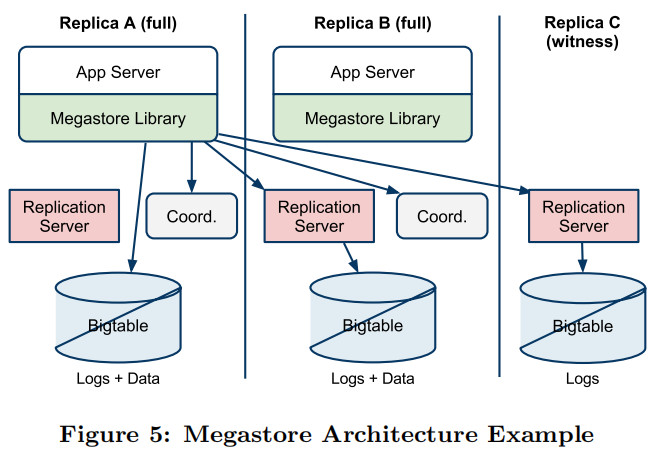 Replica A (full)
Replica B (full)
Replica C
(witness)
App Server
Megastore Library
App Server
Megastore Library
Replication
Server
Coord.
Replication
Server
Coord.
Replication
Server
Bigtable
Bigtable
Bigtable
Logs + Data
Logs + Data
Logs
Figure 5: Megastore Architecture Example